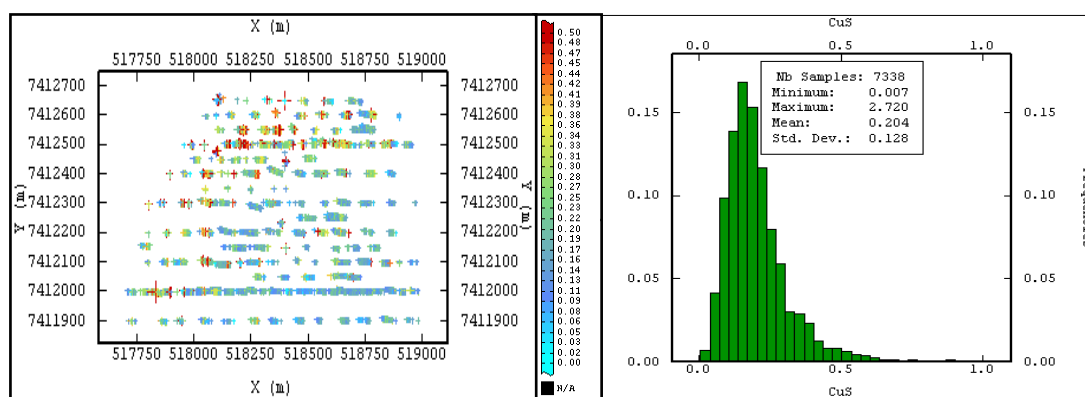 X (m)
517750 518000 518250 518500 518750 519000
7412700 7412700
7412600 7412600
7412500 7412500
7412400 7412400
7412300 7412300
7412200 7412200
7412100 7412100
7412000 7412000
7411900 7411900
Y (m)
Y (m)
517750 518000 518250 518500 518750 519000
X (m)
0.50
0.48
0.47
0.45
0.44
0.42
0.41
0.39
0.38
0.36
0.34
0.33
0.31
0.30
0.28
0.27
0.25
0.23
0.22
0.20
0.19
0.17
0.16
0.14
0.13
0.11
0.09
0.08
0.06
0.05
0.03
0.02
0.00
N/A
CuS
0.0 0.5 1.0
Nb Samples: 7338
Minimum: 0.007
Maximum: 2.720
Mean: 0.204
Std. Dev.: 0.128
0.15 0.15
0.10 0.10
0.05 0.05
0.00 0.00
0.0 0.5 1.0
CuS